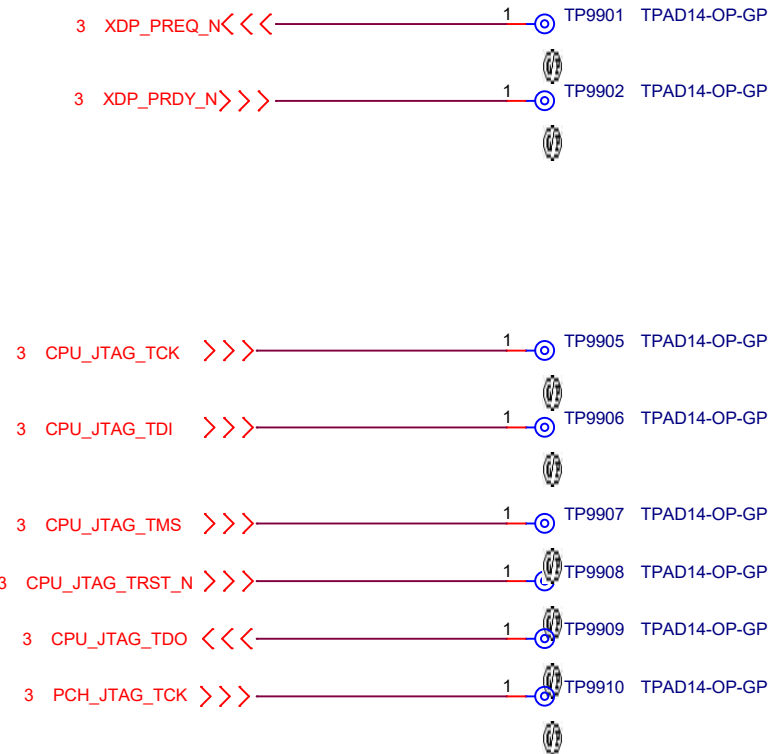 3 XDP_PREQ_N 1 TP9901 TPAD14-OP-GP
3 XDP_PRDY_N 1 TP9902 TPAD14-OP-GP
3 CPU_JTAG_TCK 1 TP9905 TPAD14-OP-GP
3 CPU_JTAG_TDI 1 TP9906 TPAD14-OP-GP
3 CPU_JTAG_TMS 1 TP9907 TPAD14-OP-GP
3 CPU_JTAG_TRST_N 1 TP9908 TPAD14-OP-GP
3 CPU_JTAG_TDO 1 TP9909 TPAD14-OP-GP
3 PCH_JTAG_TCK 1 TP9910 TPAD14-OP-GP